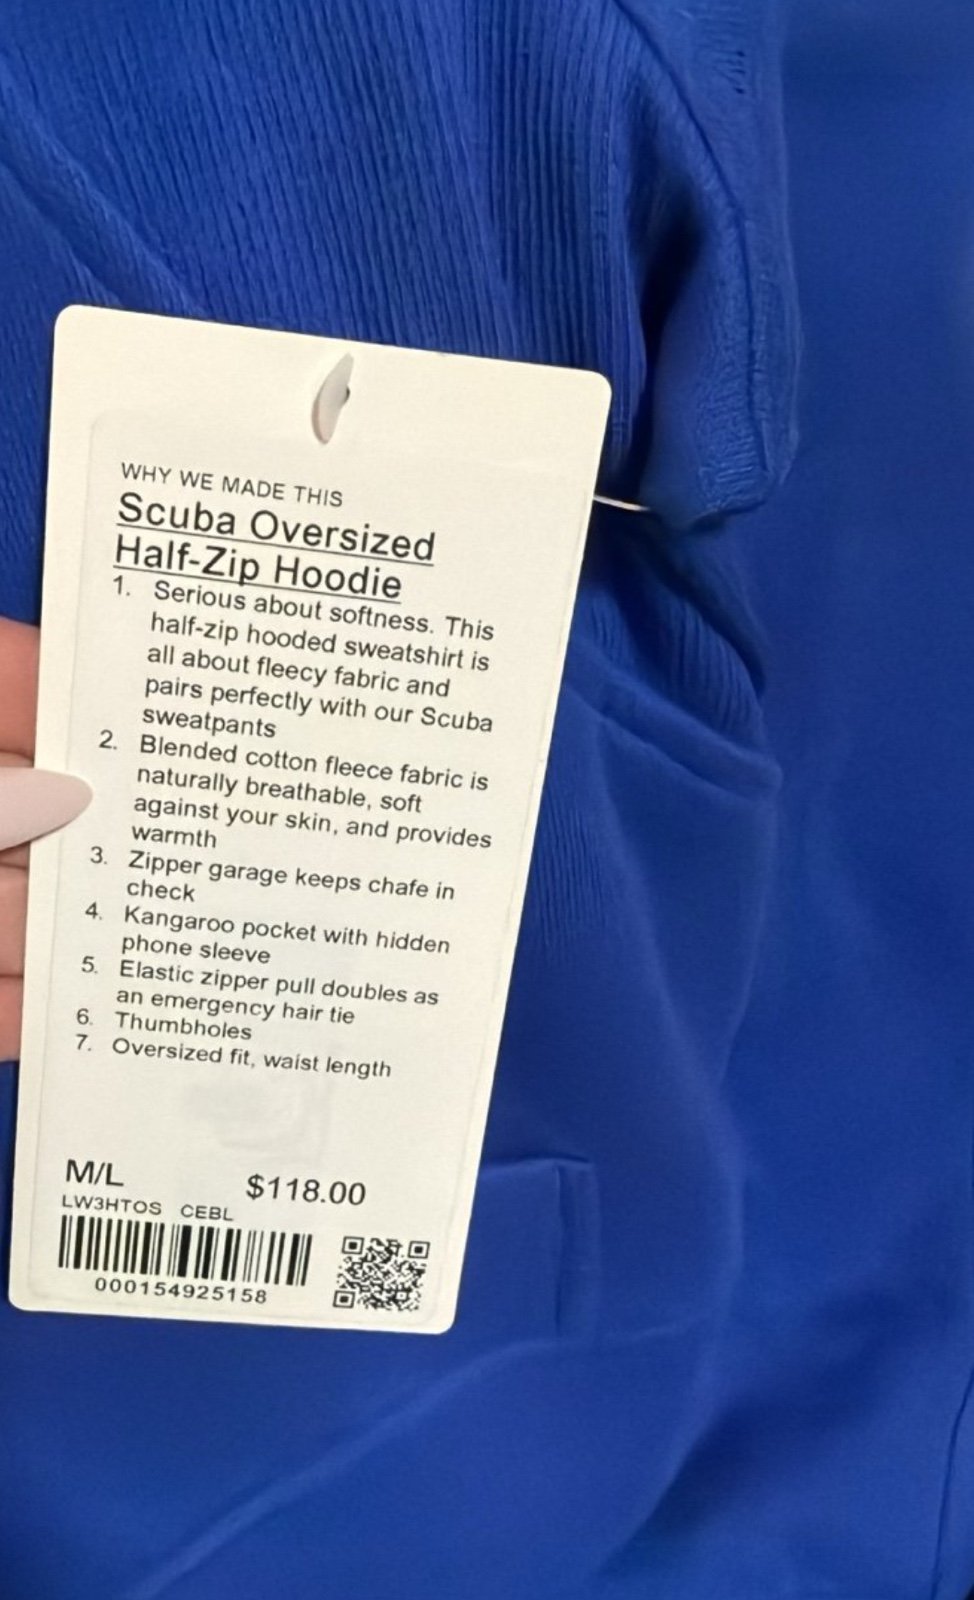 WHY WE MADE THIS
Scuba Oversized
Half-Zip Hoodie
1. Serious about softness. This
half-zip hooded sweatshirt is
all about fleecy fabric and
pairs perfectly with our Scuba
sweatpants
2. Blended cotton fleece fabric is
naturally breathable, soft
against your skin, and provides
warmth
3. Zipper garage keeps chafe in
check
4. Kangaroo pocket with hidden
phone sleeve
5. Elastic zipper pull doubles as
an emergency hair tie
6. Thumbholes
7. Oversized fit, waist length
M/L $118.00
LW3HTOS CEBL
000154925158